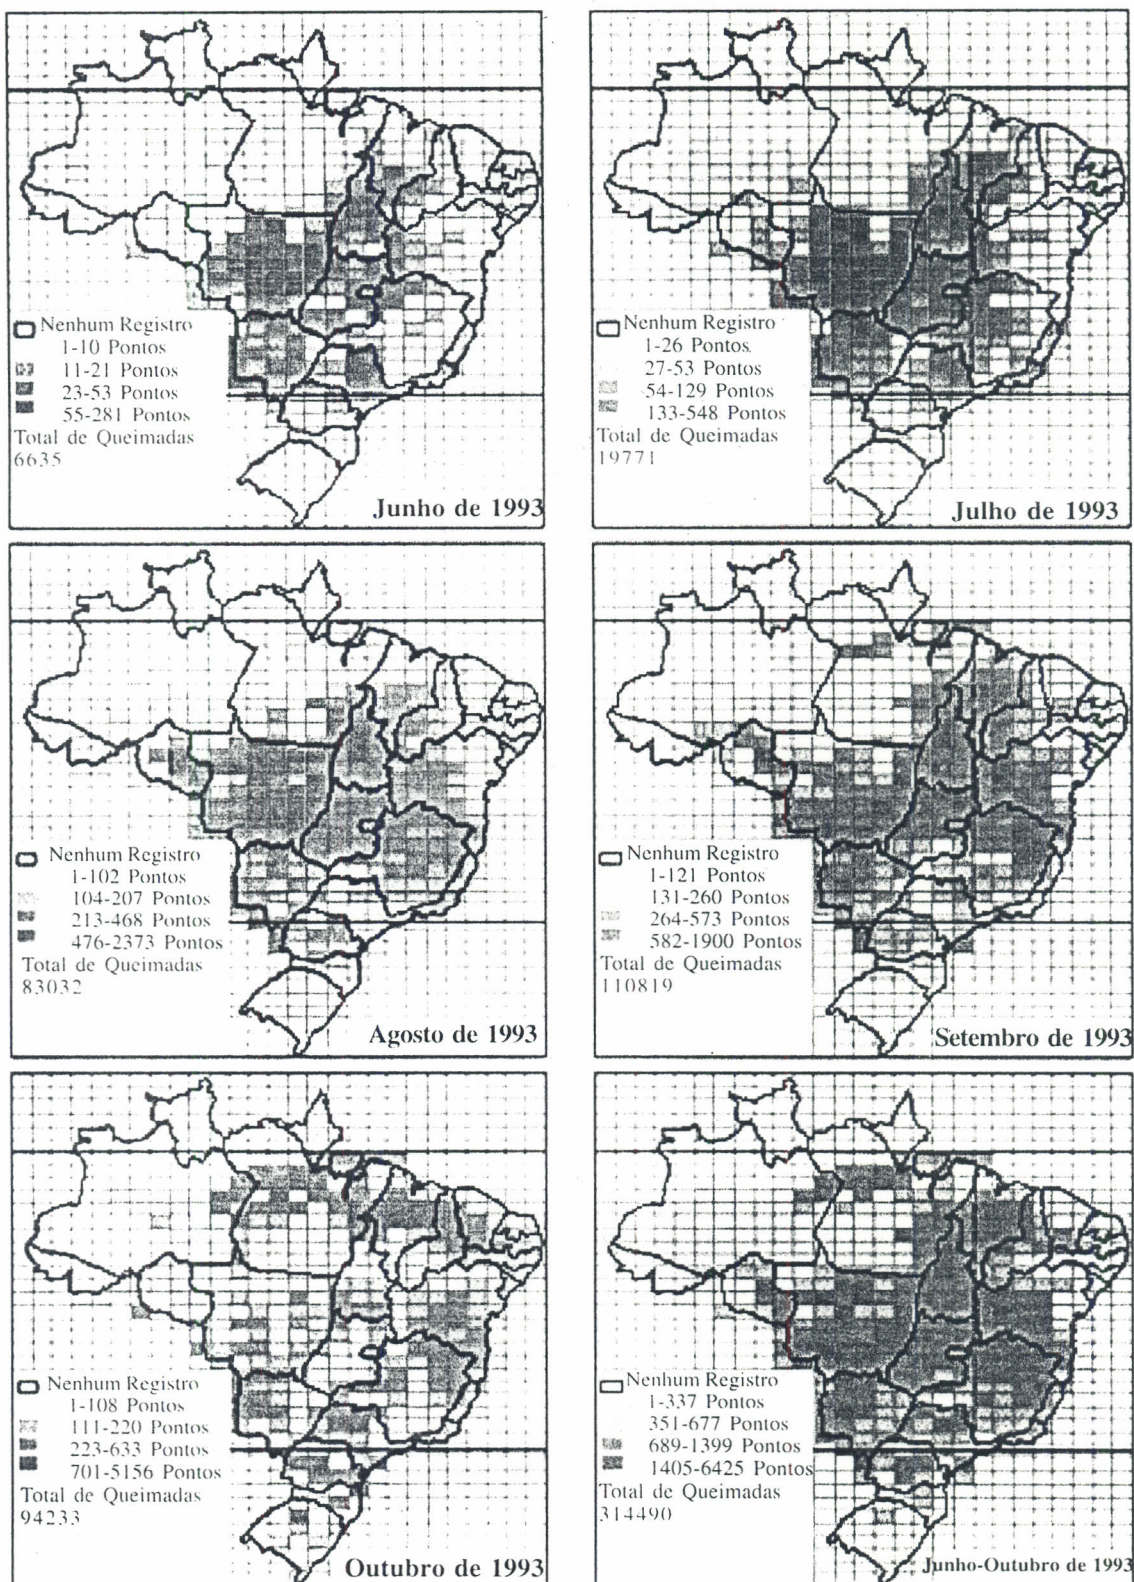 Nenhum Registro
1-10 Pontos
11-21 Pontos
23-53 Pontos
55-281 Pontos
Total de Queimadas
6635
Junho de 1993
Nenhum Registro
1-26 Pontos
27-53 Pontos
54-129 Pontos
133-548 Pontos
Total de Queimadas
19771
Julho de 1993
Nenhum Registro
1-102 Pontos
104-207 Pontos
213-468 Pontos
476-2373 Pontos
Total de Queimadas
83032
Agosto de 1993
Nenhum Registro
1-121 Pontos
131-260 Pontos
264-573 Pontos
582-1900 Pontos
Total de Queimadas
110819
Setembro de 1993
Nenhum Registro
1-108 Pontos
111-220 Pontos
223-633 Pontos
701-5156 Pontos
Total de Queimadas
94233
Outubro de 1993
Nenhum Registro
1-337 Pontos
351-677 Pontos
689-1399 Pontos
1405-6425 Pontos
Total de Queimadas
314490
Junho-Outubro de 1993